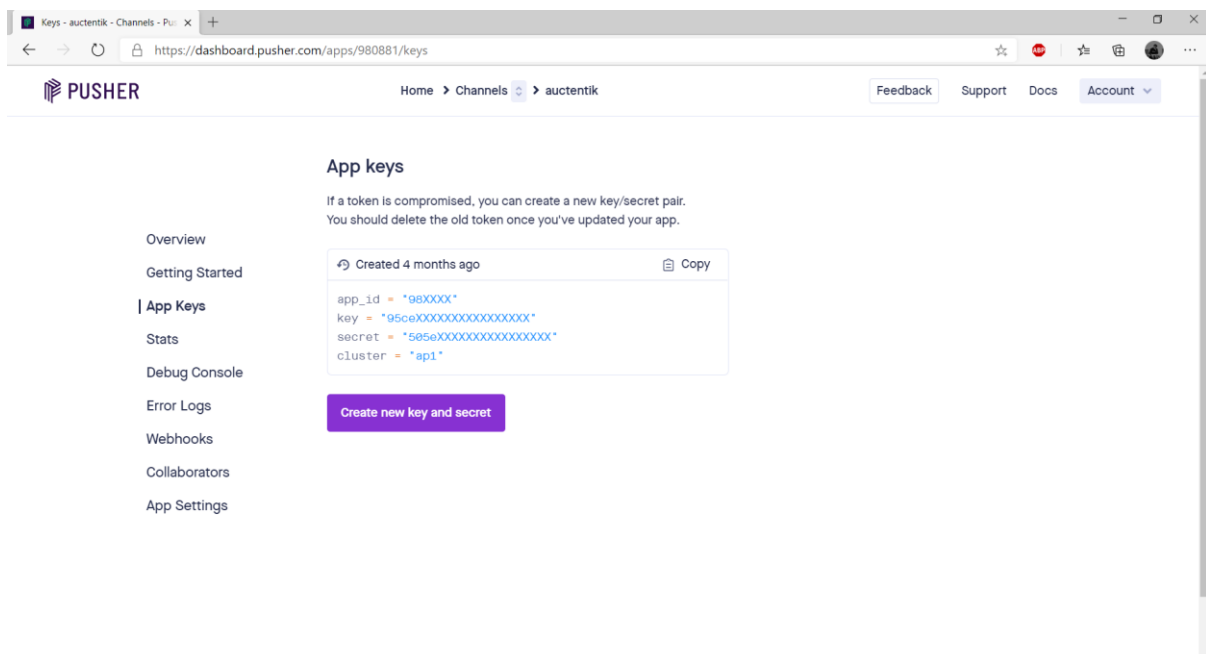 Keys - auctentik - Channels - Pus
https://dashboard.pusher.com/apps/980881/keys
ABP
PUSHER
Home > Channels > auctentik
Feedback
Support
Docs
Account
App keys
If a token is compromised, you can create a new key/secret pair.
You should delete the old token once you've updated your app.
Overview
Getting Started
App Keys
Stats
Debug Console
Error Logs
Webhooks
Collaborators
App Settings
Created 4 months ago
Copy
app_id = "98XXXX"
key = "95ceXXXXXXXXXXXXXXXX"
secret = "505eXXXXXXXXXXXXXXXX"
cluster = "ap1"
Create new key and secret